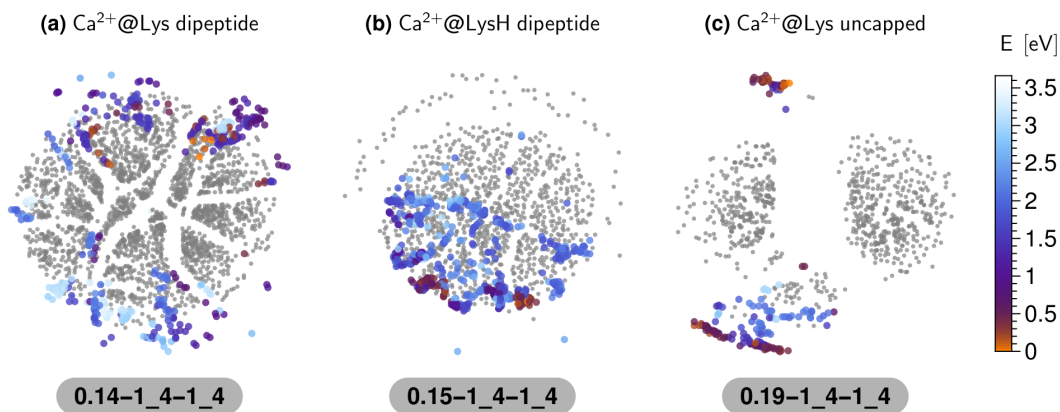 (a) Ca²⁺@Lys dipeptide
(b) Ca²⁺@LysH dipeptide
(c) Ca²⁺@Lys uncapped
E [eV]
3.5
3
2.5
2
1.5
1
0.5
0
0.14−1_4−1_4
0.15−1_4−1_4
0.19−1_4−1_4